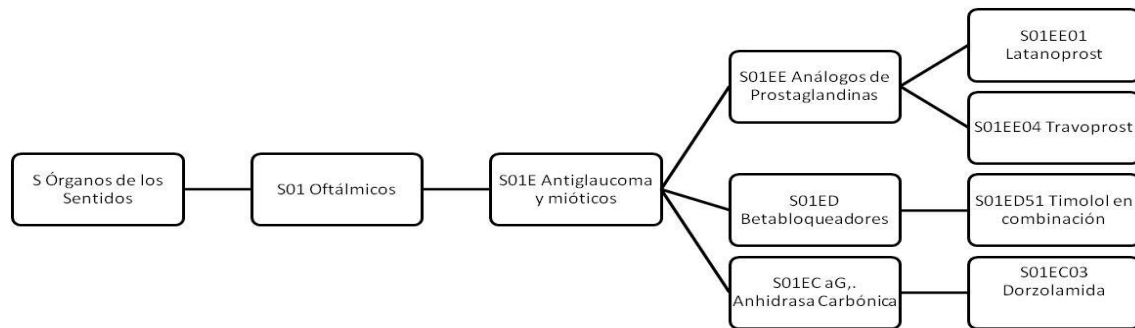 S Órganos de los
Sentidos
S01 Oftálmicos
S01E Antiglaucoma
y mióticos
S01EE Análogos de
Prostaglandinas
S01EE01
Latanoprost
S01EE04 Travoprost
S01ED
Betabloqueadores
S01ED51 Timolol en
combinación
S01EC aG,.
Anhidrasa Carbónica
S01EC03
Dorzolamida